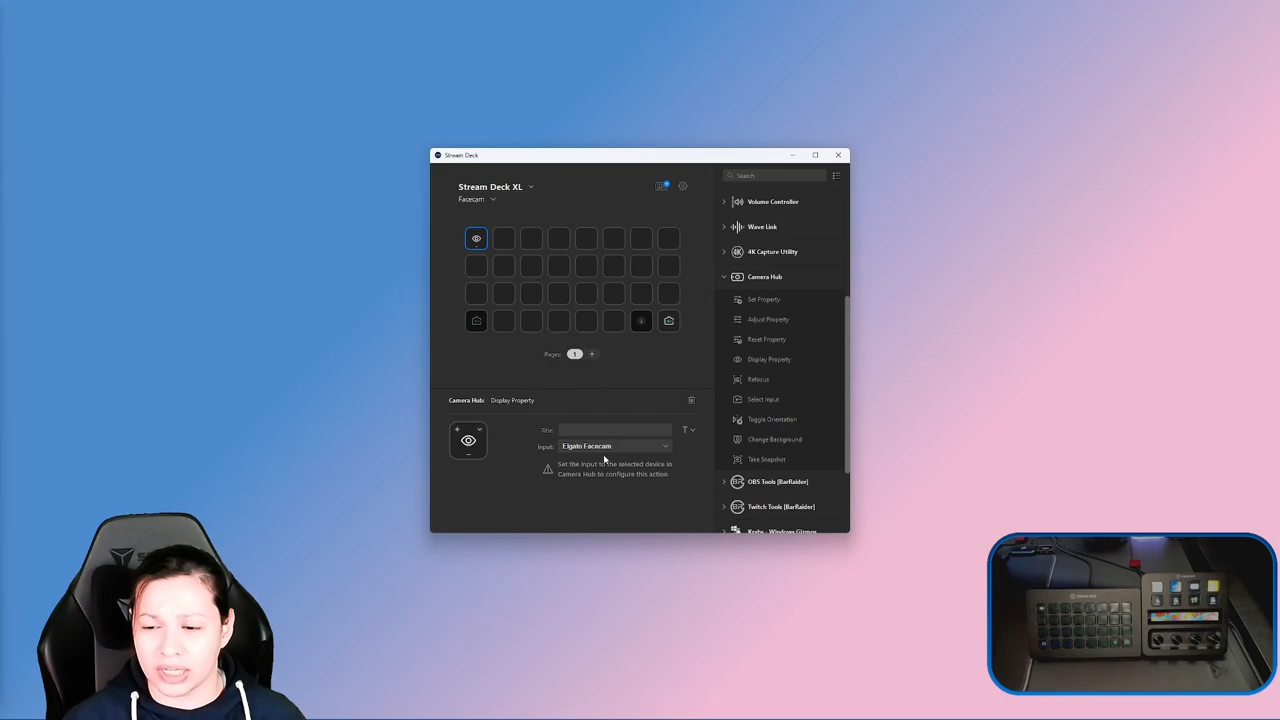 Stream Deck
Stream Deck XL
Facecam
Search
Volume Controller
Wave Link
4K Capture Utility
Camera Hub
Set Property
Adjust Property
Reset Property
Display Property
Refocus
Select Input
Toggle Orientation
Change Background
Take Snapshot
OBS Tools [BarRaider]
Twitch Tools [BarRaider]
Krabs - Windows Gizmos
Pages: 1 +
Camera Hub: Display Property
Title:
Input: Elgato Facecam
Set the input to the selected device in
Camera Hub to configure this action